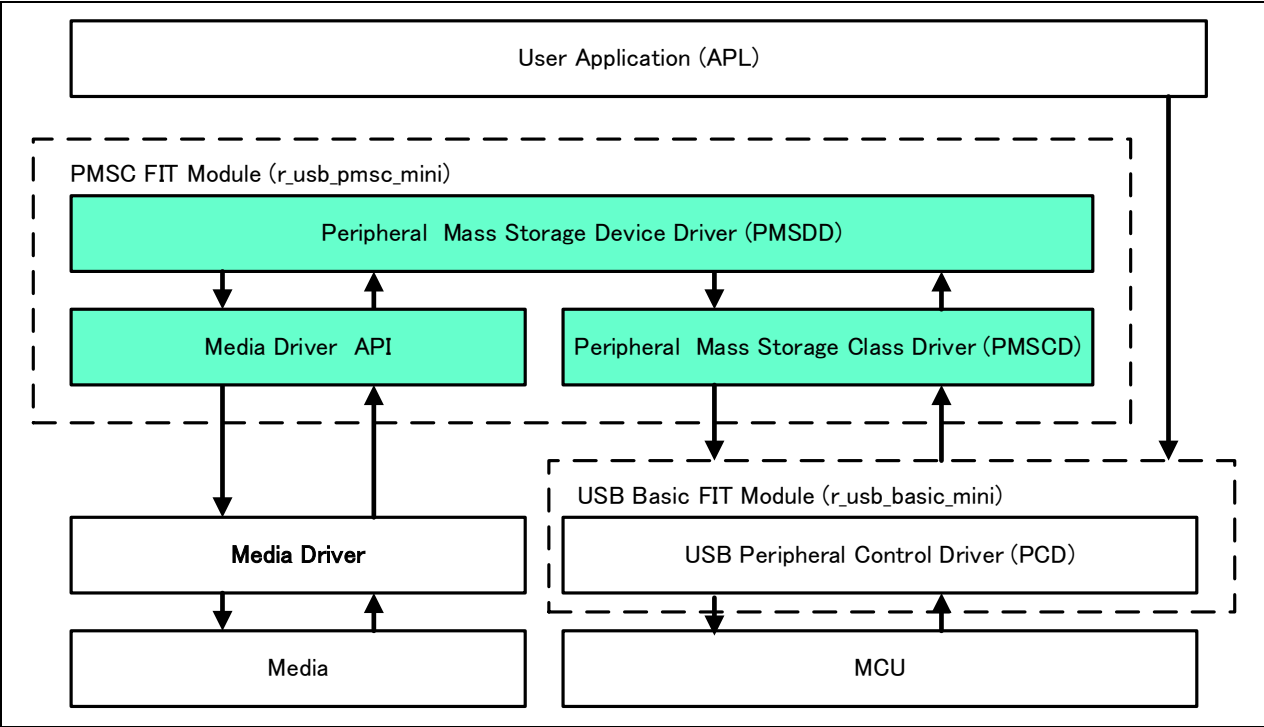 User Application (APL)
PMSC FIT Module (r_usb_pmsc_mini)
Peripheral Mass Storage Device Driver (PMSDD)
Media Driver API
Peripheral Mass Storage Class Driver (PMSCD)
USB Basic FIT Module (r_usb_basic_mini)
Media Driver
USB Peripheral Control Driver (PCD)
Media
MCU